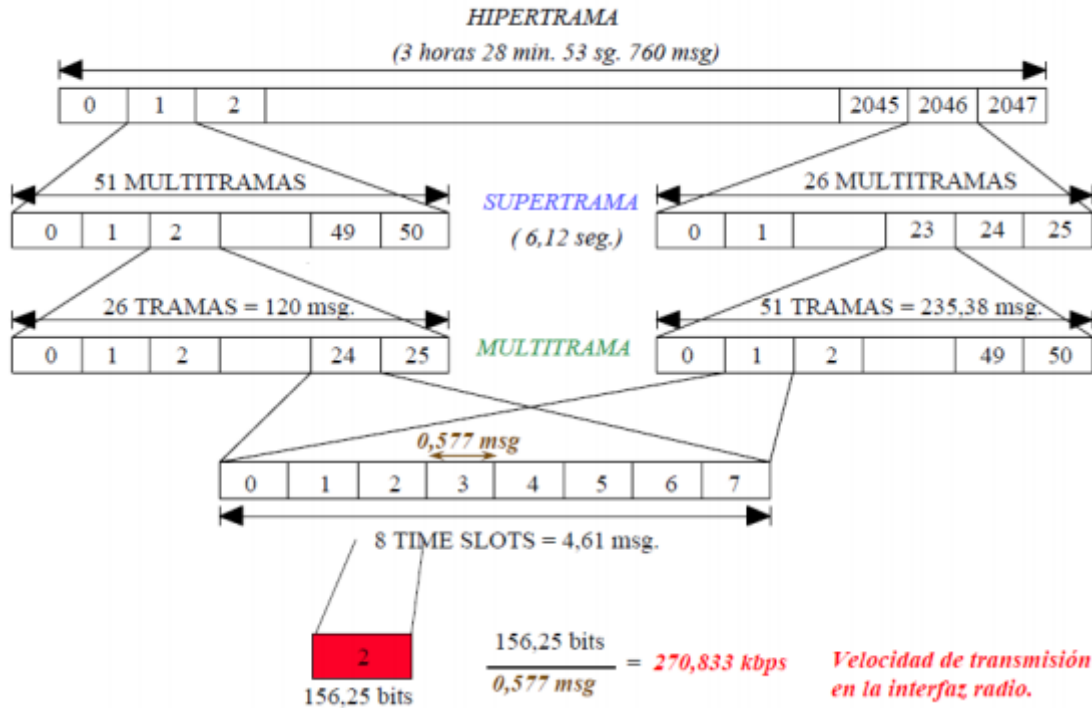 HIPERTRAMA
(3 horas 28 min. 53 sg. 760 msg)
0 1 2 2045 2046 2047
51 MULTITRAMAS
0 1 2 49 50
SUPERTRAMA
( 6,12 seg.)
26 MULTITRAMAS
0 1 23 24 25
26 TRAMAS = 120 msg.
0 1 2 24 25
MULTITRAMA
51 TRAMAS = 235,38 msg.
0 1 2 49 50
0,577 msg
0 1 2 3 4 5 6 7
8 TIME SLOTS = 4,61 msg.
2
156,25 bits
156,25 bits
0,577 msg
= 270,833 kbps
Velocidad de transmisión
en la interfaz radio.